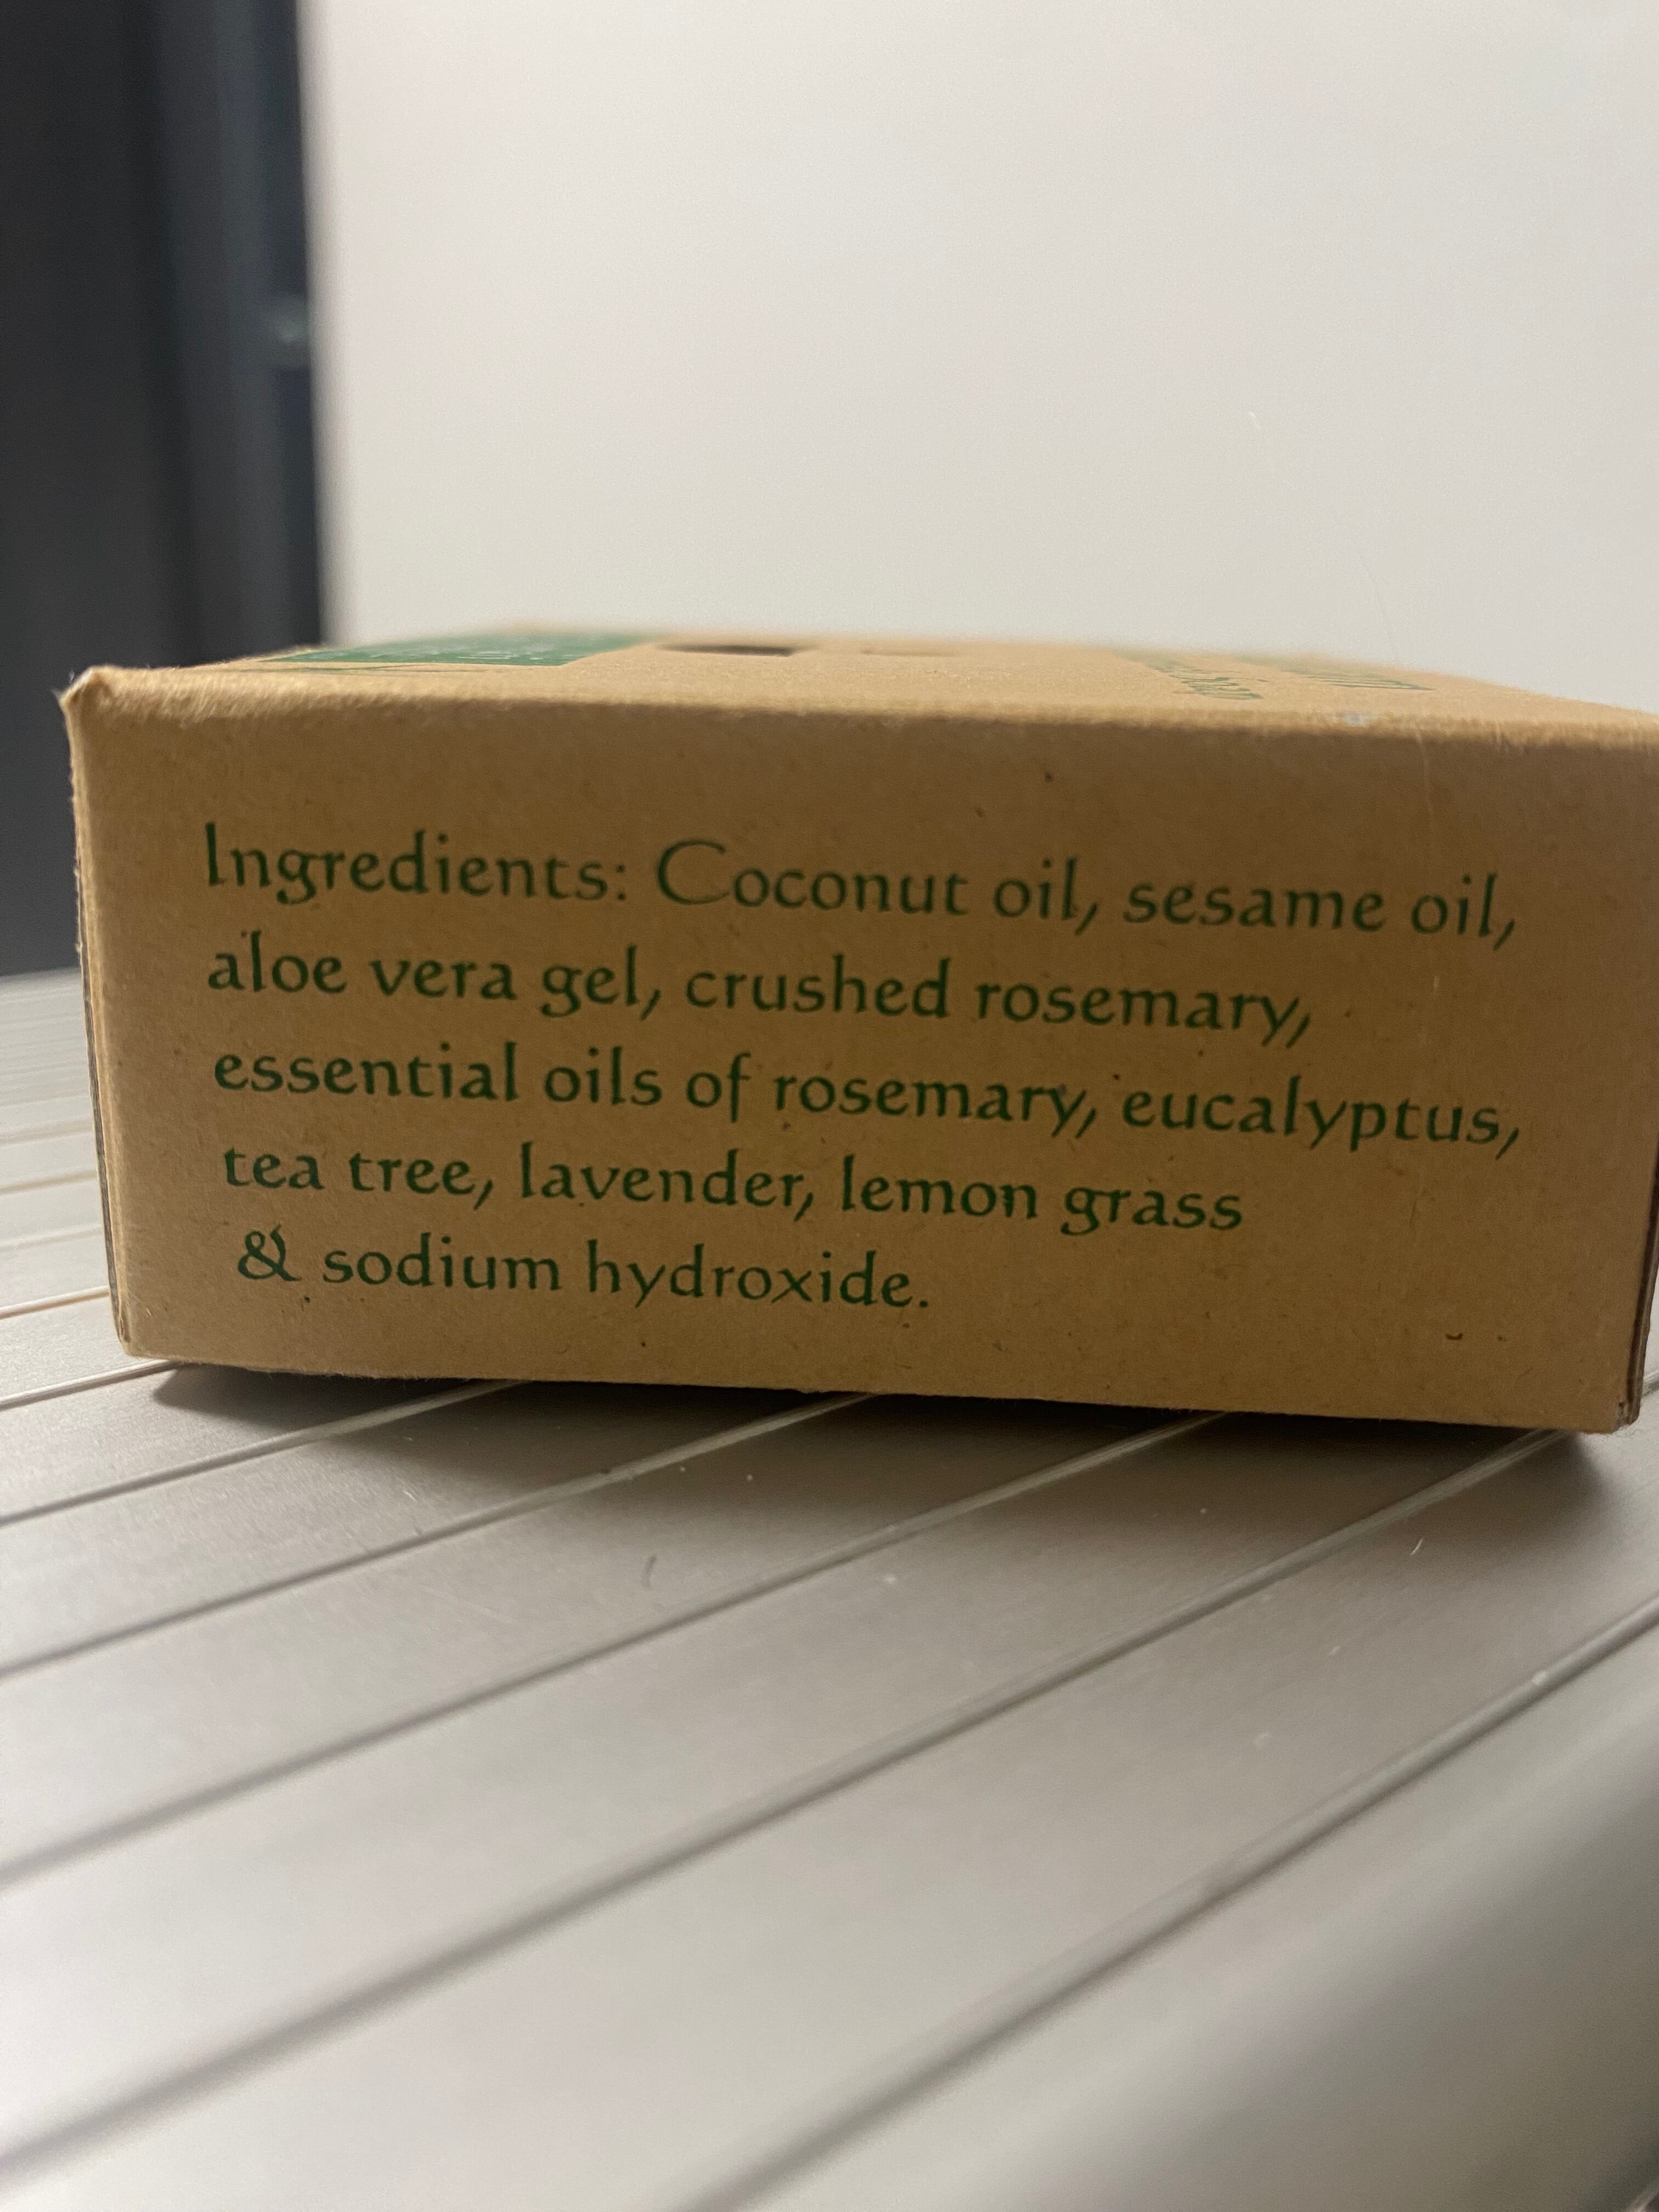 Ingredients: Coconut oil, sesame oil,
aloe vera gel, crushed rosemary,
essential oils of rosemary, eucalyptus,
tea tree, lavender, lemon grass
& sodium hydroxide.